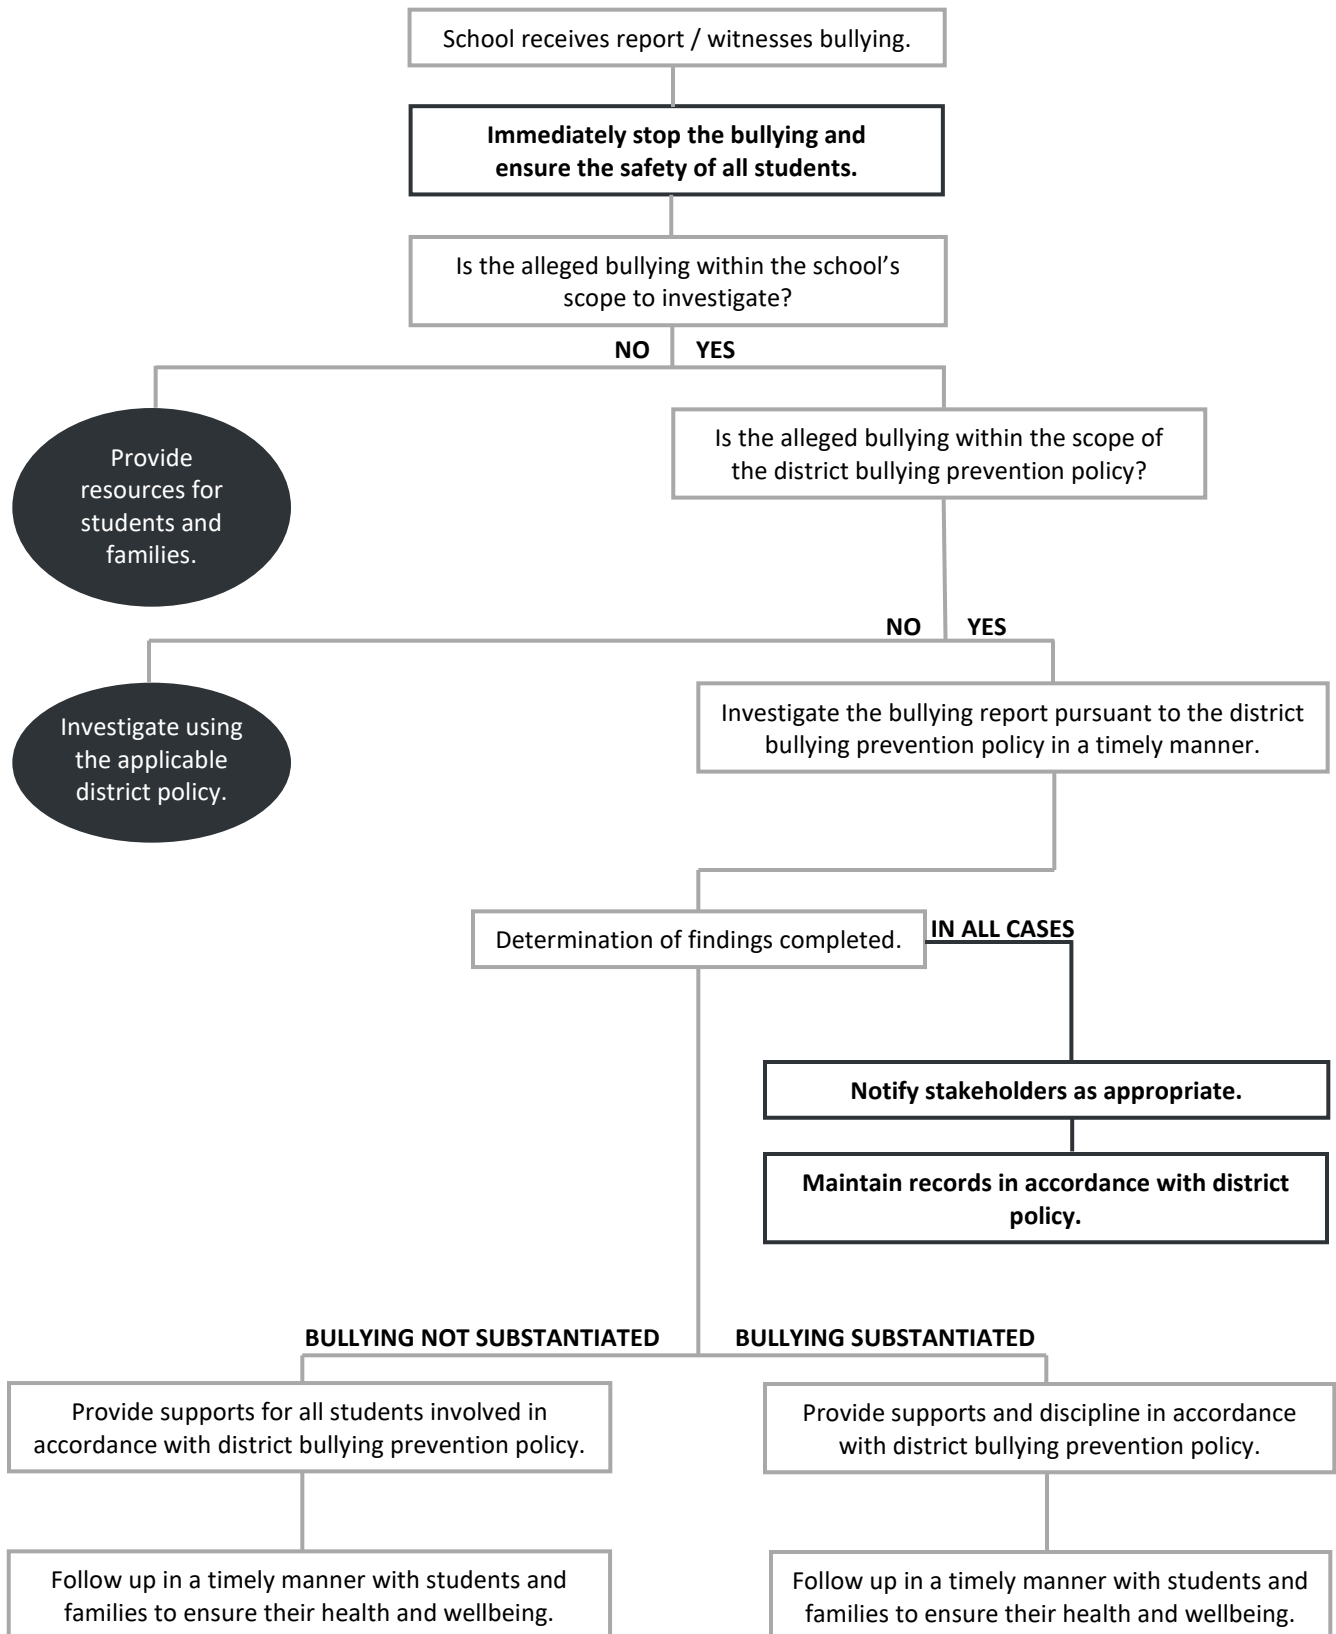 School receives report / witnesses bullying.
Immediately stop the bullying and
ensure the safety of all students.
Is the alleged bullying within the school’s
scope to investigate?
NO
YES
Provide
resources for
students and
families.
Is the alleged bullying within the scope of
the district bullying prevention policy?
NO
YES
Investigate using
the applicable
district policy.
Investigate the bullying report pursuant to the district
bullying prevention policy in a timely manner.
Determination of findings completed.
IN ALL CASES
Notify stakeholders as appropriate.
Maintain records in accordance with district
policy.
BULLYING NOT SUBSTANTIATED
BULLYING SUBSTANTIATED
Provide supports for all students involved in
accordance with district bullying prevention policy.
Provide supports and discipline in accordance
with district bullying prevention policy.
Follow up in a timely manner with students and
families to ensure their health and wellbeing.
Follow up in a timely manner with students and
families to ensure their health and wellbeing.